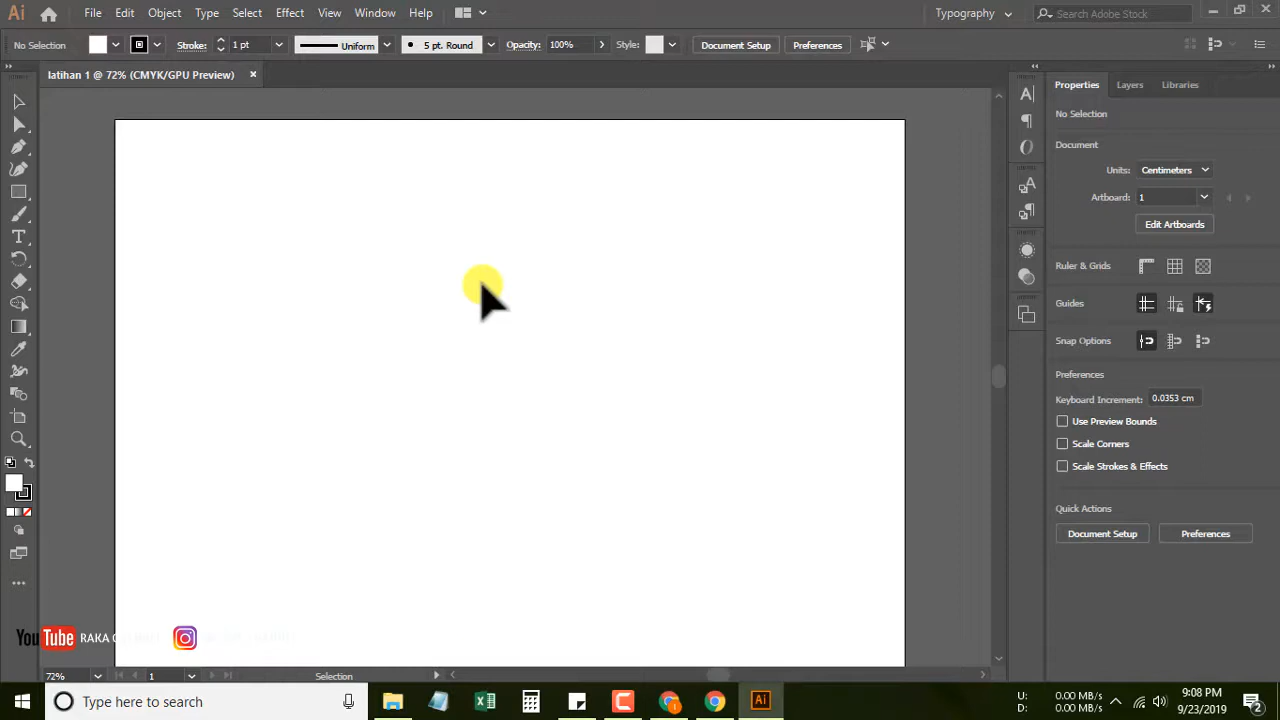 Ai File Edit Object Type Select Effect View Window Help Typography Search Adobe Stock
No Selection Stroke: 1 pt Uniform 5 pt. Round Opacity: 100% Style: Document Setup Preferences
latihan 1 @ 72% (CMYK/GPU Preview)
Properties Layers Libraries
No Selection
Document
Units: Centimeters
Artboard: 1
Edit Artboards
Ruler & Grids
Guides
Snap Options
Preferences
Keyboard Increment: 0.0353 cm
Use Preview Bounds
Scale Corners
Scale Strokes & Effects
Quick Actions
Document Setup Preferences
YouTube RAKA
72% 1 Selection
Type here to search
U: 0.00 MB/s
D: 0.00 MB/s
9:08 PM
9/23/2019
2